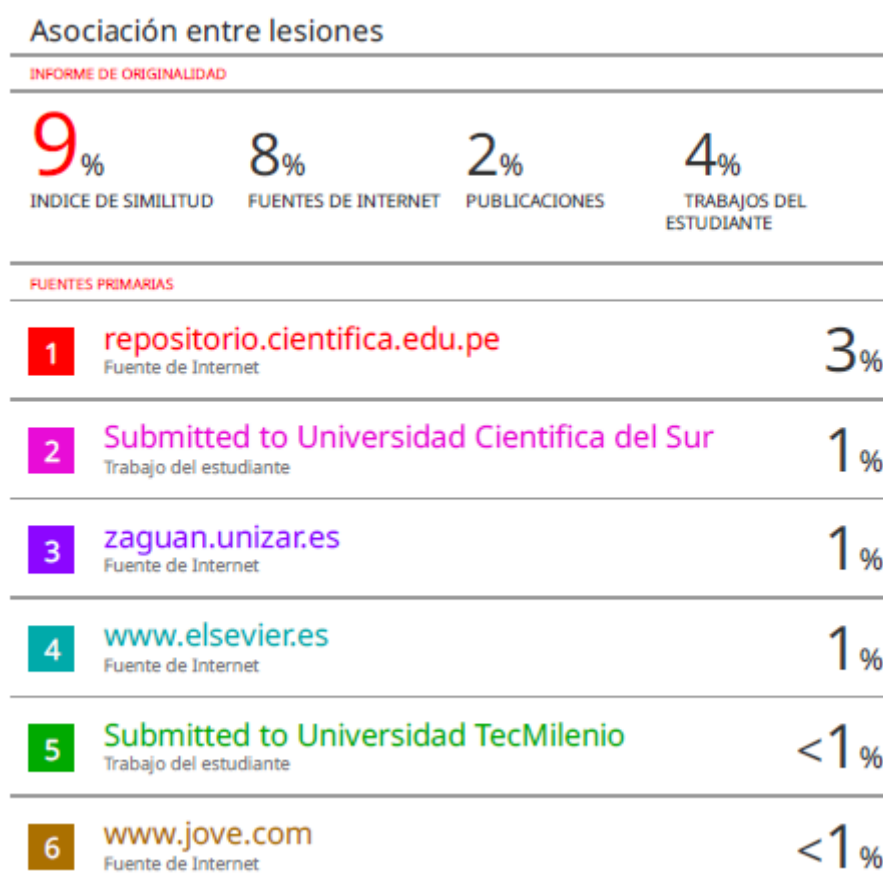 Asociación entre lesiones
INFORME DE ORIGINALIDAD
9%
8%
2%
4%
INDICE DE SIMILITUD
FUENTES DE INTERNET
PUBLICACIONES
TRABAJOS DEL
ESTUDIANTE
FUENTES PRIMARIAS
1
repositorio.cientifica.edu.pe
Fuente de Internet
3%
2
Submitted to Universidad Cientifica del Sur
Trabajo del estudiante
1%
3
zaguan.unizar.es
Fuente de Internet
1%
4
www.elsevier.es
Fuente de Internet
1%
5
Submitted to Universidad TecMilenio
Trabajo del estudiante
<1%
6
www.jove.com
Fuente de Internet
<1%